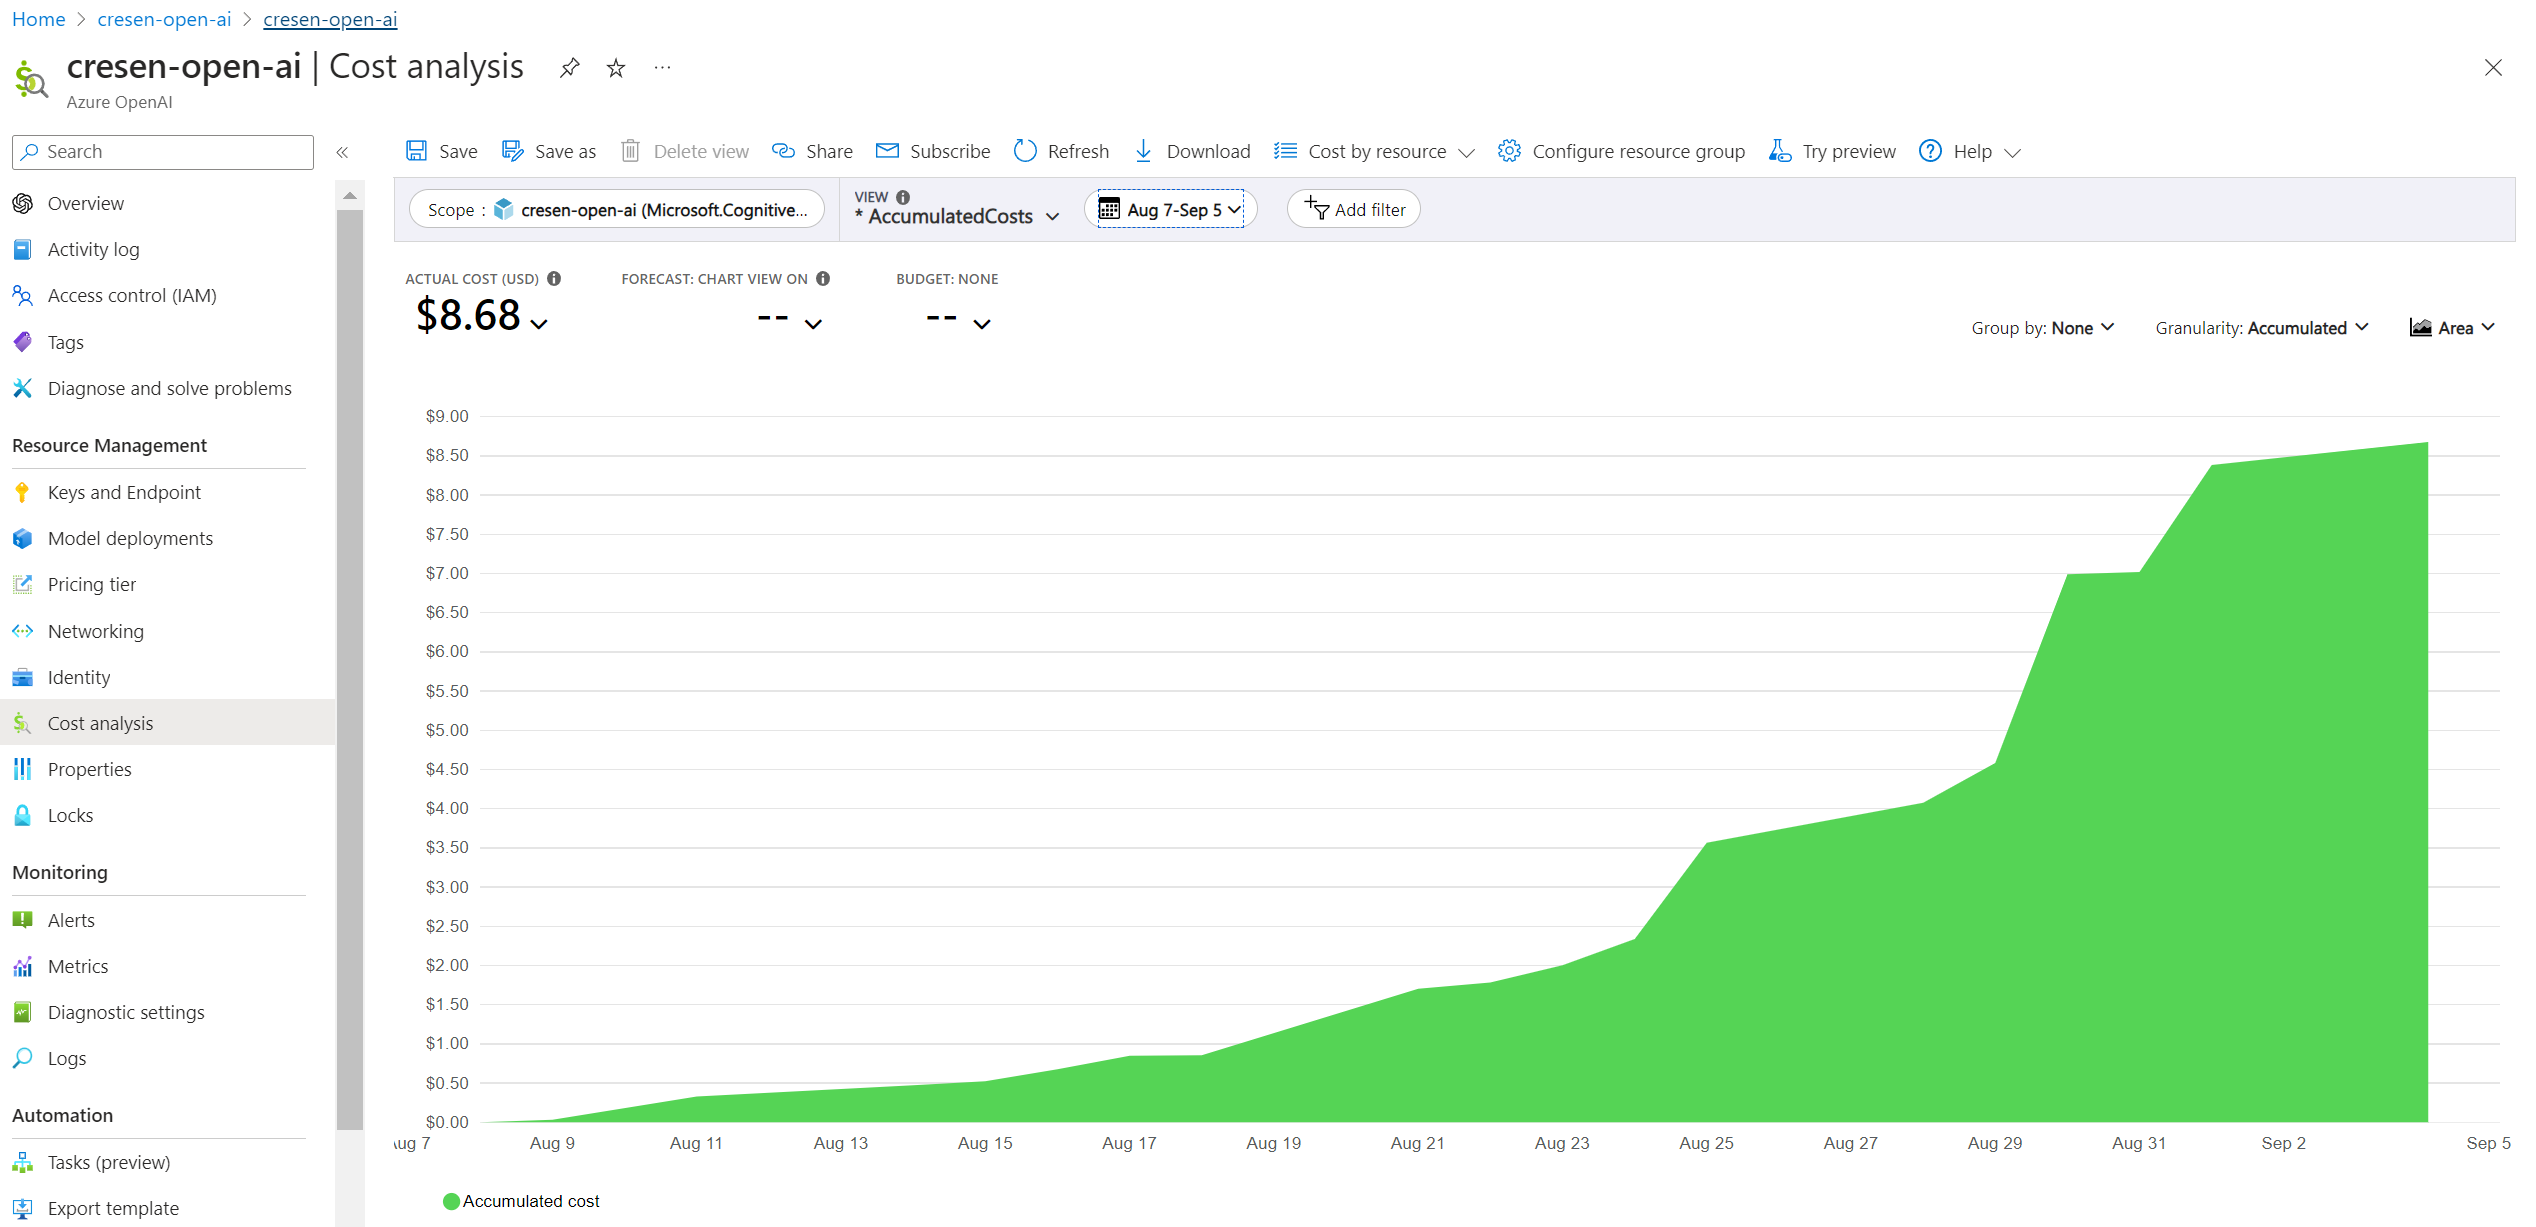 Home > cresen-open-ai > cresen-open-ai
cresen-open-ai | Cost analysis
Azure OpenAI
Search
Overview
Activity log
Access control (IAM)
Tags
Diagnose and solve problems
Resource Management
Keys and Endpoint
Model deployments
Pricing tier
Networking
Identity
Cost analysis
Properties
Locks
Monitoring
Alerts
Metrics
Diagnostic settings
Logs
Automation
Tasks (preview)
Export template
Save Save as Delete view Share Subscribe Refresh Download Cost by resource Configure resource group Try preview Help
Scope : cresen-open-ai (Microsoft.Cognitive...
VIEW
* AccumulatedCosts
Aug 7-Sep 5
Add filter
ACTUAL COST (USD)
$8.68
FORECAST: CHART VIEW ON
--
BUDGET: NONE
--
Group by: None Granularity: Accumulated Area
$9.00
$8.50
$8.00
$7.50
$7.00
$6.50
$6.00
$5.50
$5.00
$4.50
$4.00
$3.50
$3.00
$2.50
$2.00
$1.50
$1.00
$0.50
$0.00
Aug 7 Aug 9 Aug 11 Aug 13 Aug 15 Aug 17 Aug 19 Aug 21 Aug 23 Aug 25 Aug 27 Aug 29 Aug 31 Sep 2 Sep 5
Accumulated cost